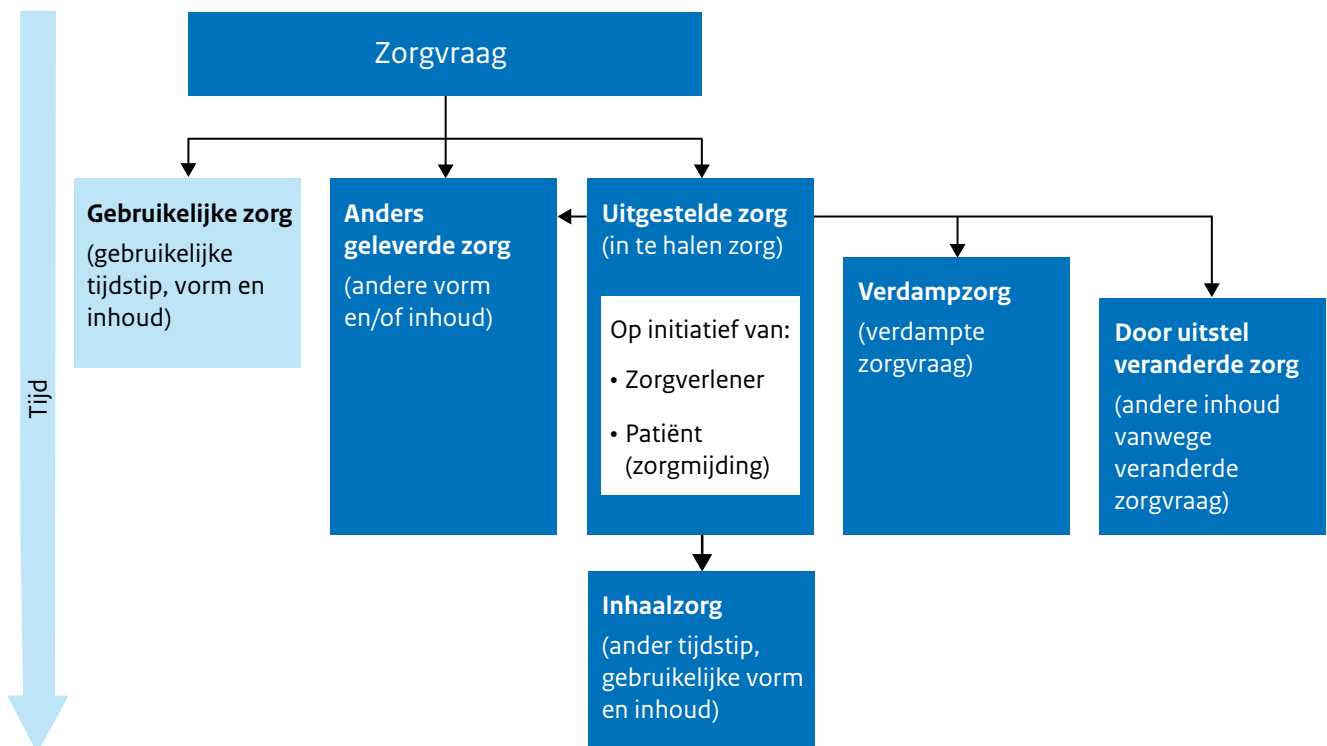 Zorgvraag
Gebruikelijke zorg
(gebruikelijke
tijdstip, vorm en
inhoud)
Anders
geleverde zorg
(andere vorm
en/of inhoud)
Uitgestelde zorg
(in te halen zorg)
Op initiatief van:
• Zorgverlener
• Patiënt
(zorgmijding)
Verdampzorg
(verdampte
zorgvraag)
Door uitstel
veranderde zorg
(andere inhoud
vanwege
veranderde
zorgvraag)
Inhaalzorg
(ander tijdstip,
gebruikelijke vorm
en inhoud)
Tijd